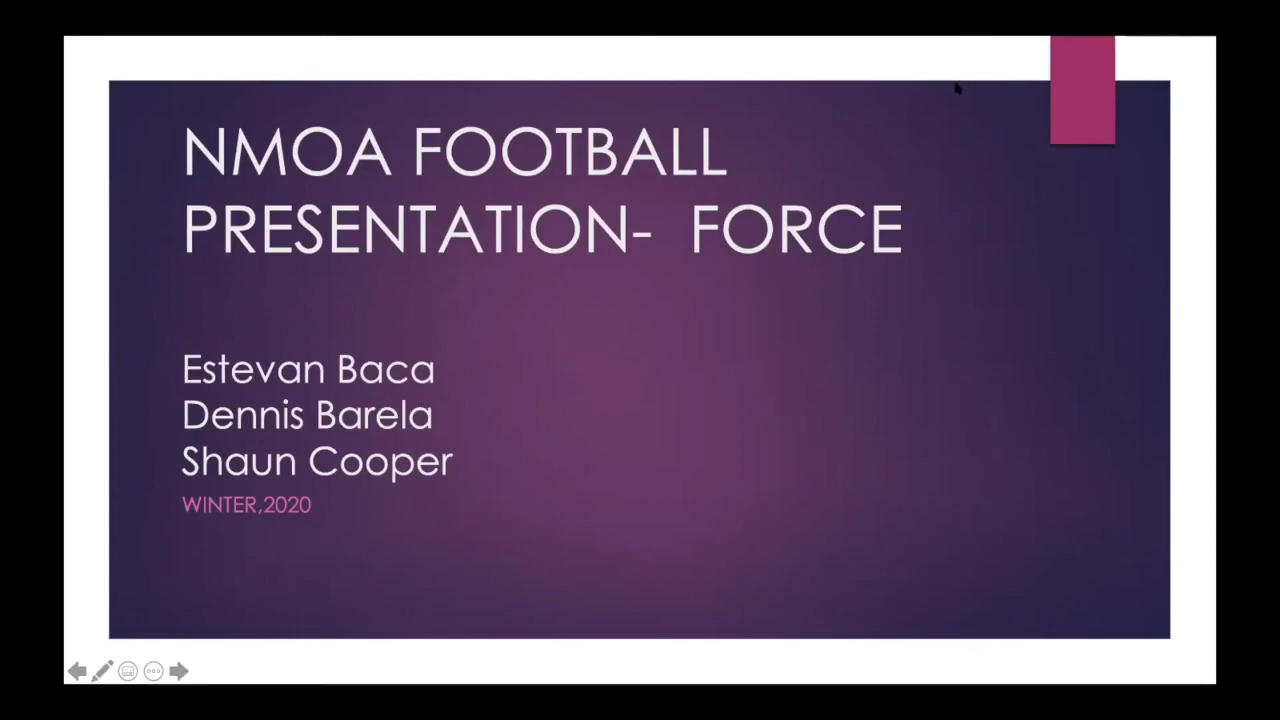 NMOA FOOTBALL
PRESENTATION-  FORCE
Estevan Baca
Dennis Barela
Shaun Cooper
WINTER,2020